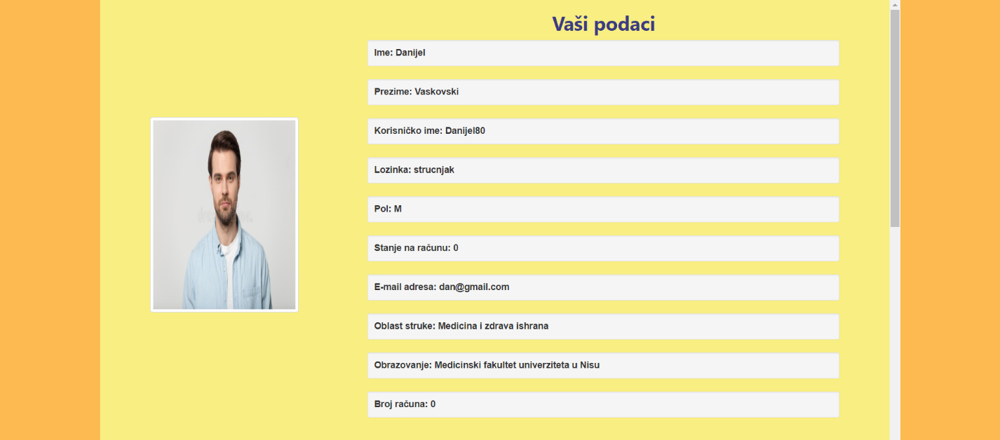 Vaši podaci
Ime: Danijel
Prezime: Vaskovski
Korisničko ime: Danijel80
Lozinka: strucnjak
Pol: M
Stanje na računu: 0
E-mail adresa: dan@gmail.com
Oblast struke: Medicina i zdrava ishrana
Obrazovanje: Medicinski fakultet univerziteta u Nisu
Broj računa: 0